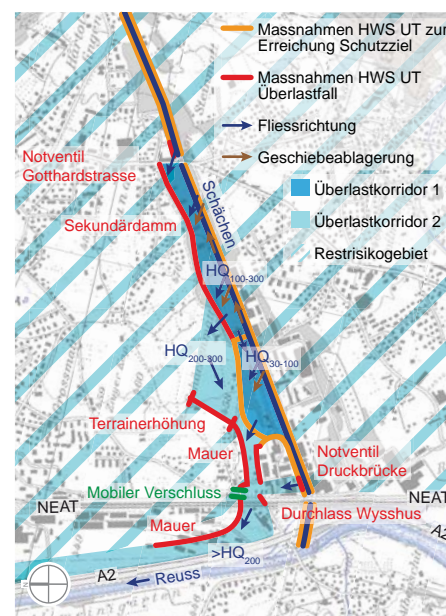 Massnahmen HWS UT zur
Erreichung Schutzziel
Massnahmen HWS UT
Überlastfall
Fliessrichtung
Geschiebeablagerung
Überlastkorridor 1
Überlastkorridor 2
Restrisikogebiet
Notventil
Gotthardstrasse
Schächen
Sekundärdamm
HQ100-300
HQ200-300
HQ30-100
Terrainerhöhung
Mauer
Notventil
Druckbrücke
Mobiler Verschluss
NEAT
NEAT
Durchlass Wysshus
Mauer
>HQ200
A2
A2
Reuss